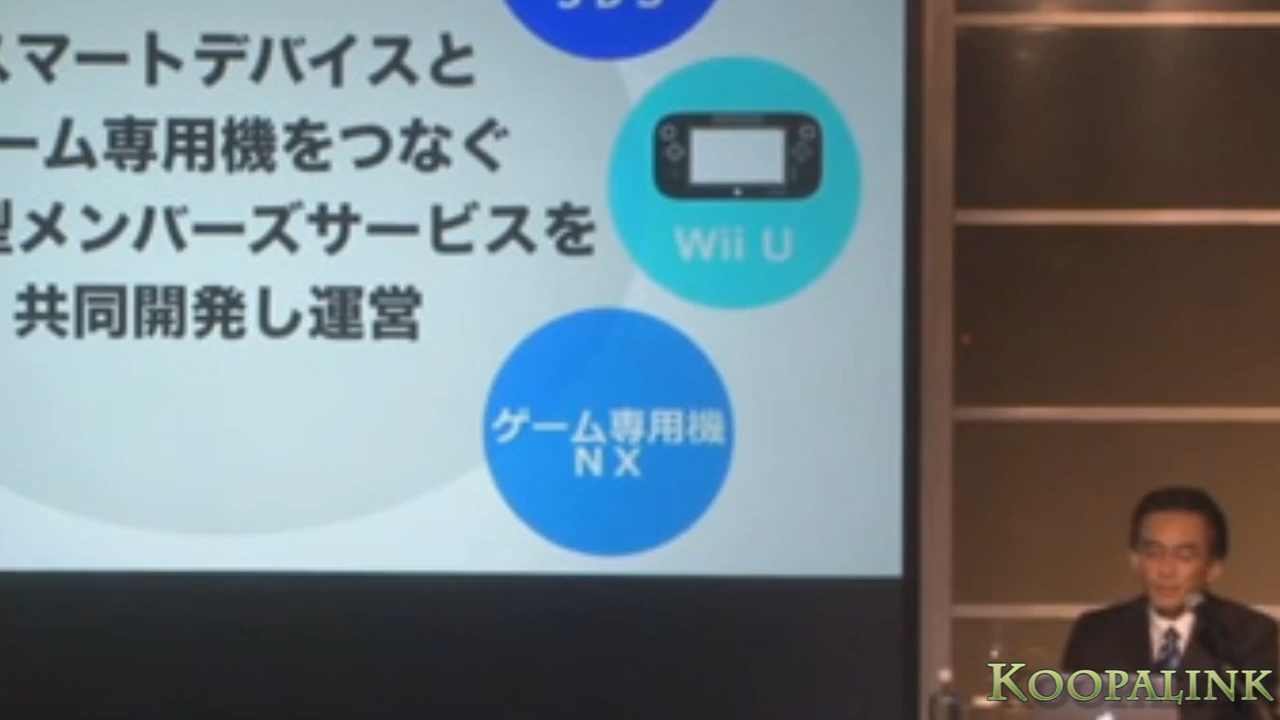 3DS
スマートデバイスと
ーム専用機をつなぐ
型メンバーズサービスを
共同開発し運営
Wii U
ゲーム専用機
NX
KOOPALINK